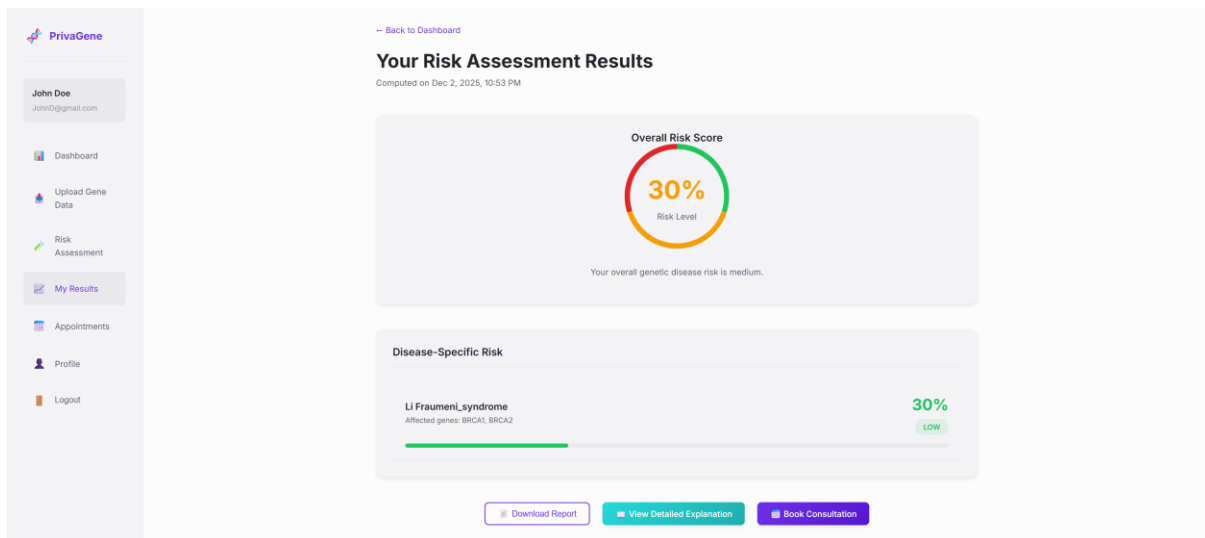 PrivaGene
John Doe
JohnD@gmail.com
Dashboard
Upload Gene
Data
Risk
Assessment
My Results
Appointments
Profile
Logout
← Back to Dashboard
Your Risk Assessment Results
Computed on Dec 2, 2025, 10:53 PM
Overall Risk Score
30%
Risk Level
Your overall genetic disease risk is medium.
Disease-Specific Risk
Li Fraumeni_syndrome
Affected genes: BRCA1, BRCA2
30%
LOW
Download Report
View Detailed Explanation
Book Consultation